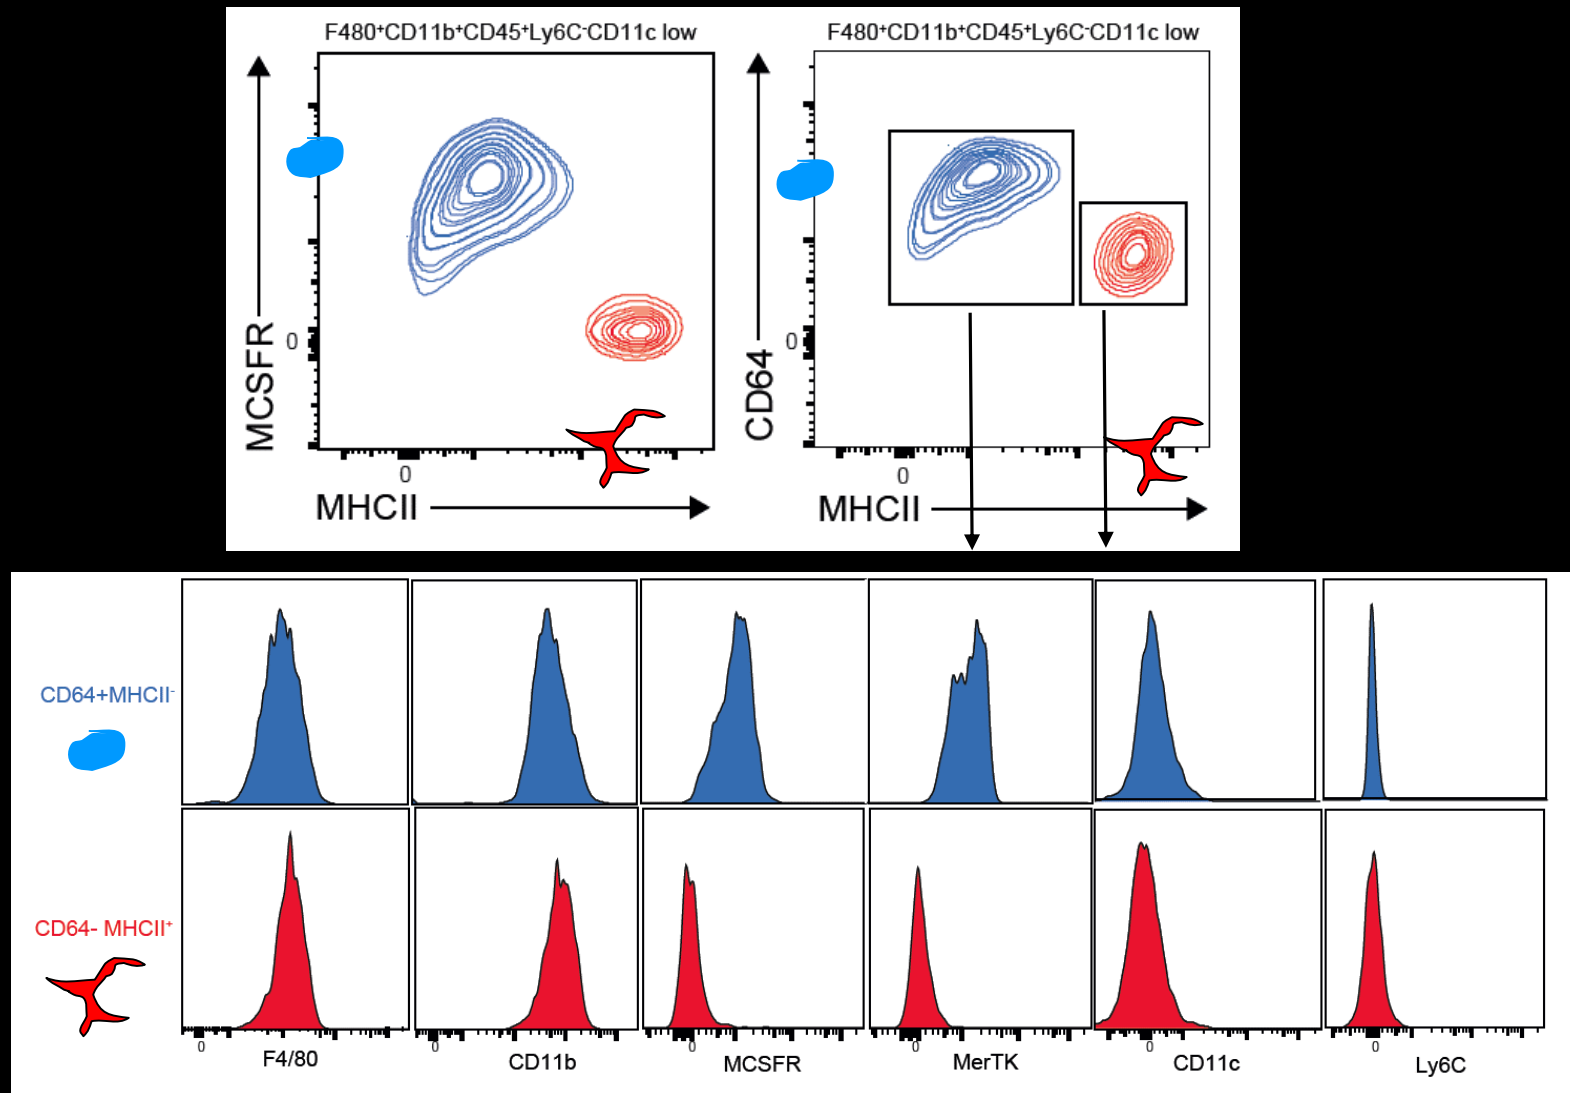 F480⁺CD11b⁺CD45⁺Ly6C⁻CD11c low
F480⁺CD11b⁺CD45⁺Ly6C⁻CD11c low
MCSFR
0
0
MHCII
CD64
0
0
MHCII
CD64+MHCII⁻
CD64- MHCII⁺
0
0
0
0
0
0
F4/80
CD11b
MCSFR
MerTK
CD11c
Ly6C